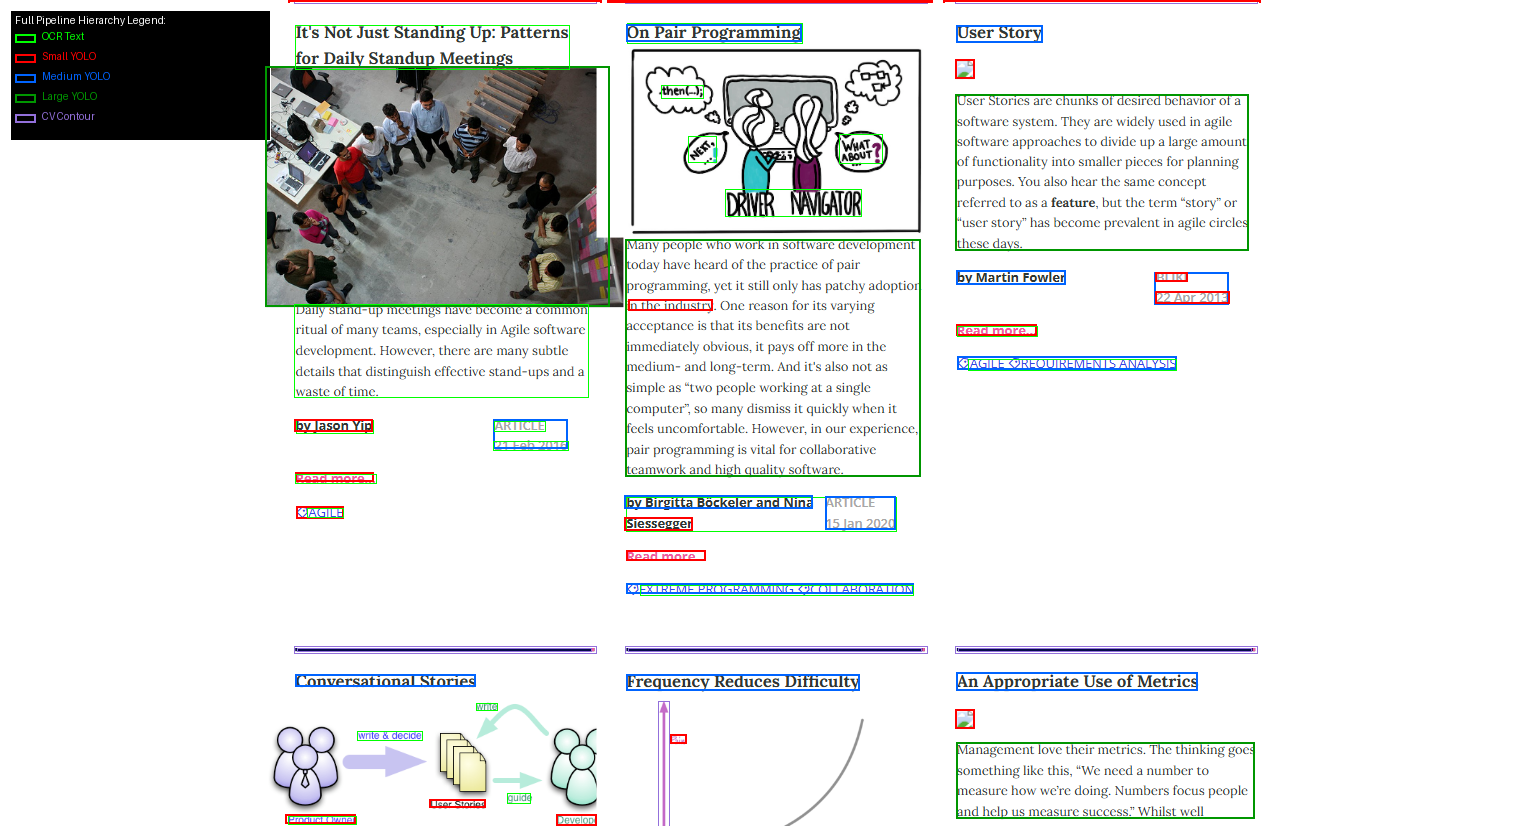 Full Pipeline Hierarchy Legend:
OCR Text
Small YOLO
Medium YOLO
Large YOLO
CV Contour
It's Not Just Standing Up: Patterns
for Daily Standup Meetings
Daily stand-up meetings have become a common
ritual of many teams, especially in Agile software
development. However, there are many subtle
details that distinguish effective stand-ups and a
waste of time.
by Jason Yip
ARTICLE
21 Feb 2016
Read more…
AGILE
On Pair Programming
then(...);
NEXT,
...!
WHAT
ABOUT?
DRIVER NAVIGATOR
Many people who work in software development
today have heard of the practice of pair
programming, yet it still only has patchy adoption
in the industry. One reason for its varying
acceptance is that its benefits are not
immediately obvious, it pays off more in the
medium- and long-term. And it's also not as
simple as “two people working at a single
computer”, so many dismiss it quickly when it
feels uncomfortable. However, in our experience,
pair programming is vital for collaborative
teamwork and high quality software.
by Birgitta Böckeler and Nina
Siessegger
ARTICLE
15 Jan 2020
Read more…
EXTREME PROGRAMMING COLLABORATION
User Story
User Stories are chunks of desired behavior of a
software system. They are widely used in agile
software approaches to divide up a large amount
of functionality into smaller pieces for planning
purposes. You also hear the same concept
referred to as a feature, but the term “story” or
“user story” has become prevalent in agile circles
these days.
by Martin Fowler
BLIKI
22 Apr 2013
Read more…
AGILE REQUIREMENTS ANALYSIS
Conversational Stories
write
write & decide
guide
User Stories
Product Owner
Develope
Frequency Reduces Difficulty
An Appropriate Use of Metrics
Management love their metrics. The thinking goes
something like this, “We need a number to
measure how we’re doing. Numbers focus people
and help us measure success.” Whilst well